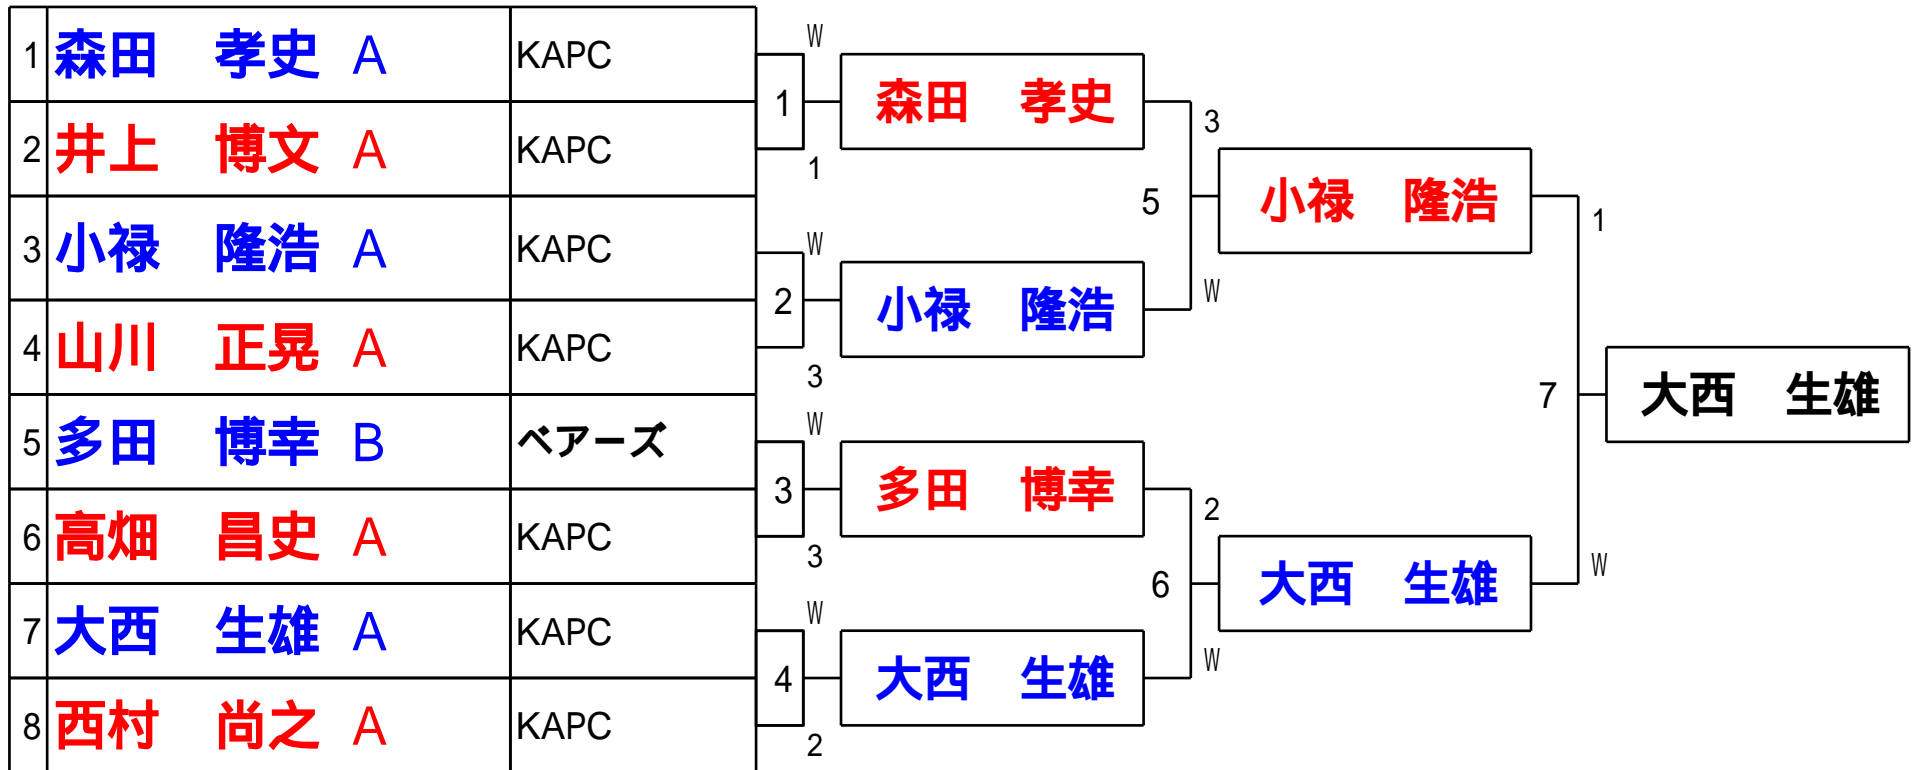 1 森田　孝史 A KAPC
2 井上　博文 A KAPC
3 小禄　隆浩 A KAPC
4 山川　正晃 A KAPC
5 多田　博幸 B ベアーズ
6 高畑　昌史 A KAPC
7 大西　生雄 A KAPC
8 西村　尚之 A KAPC
W
1
1
W
2
3
W
3
3
W
4
2
森田　孝史
小禄　隆浩
多田　博幸
大西　生雄
3
5
W
2
6
W
小禄　隆浩
大西　生雄
1
7
W
大西　生雄